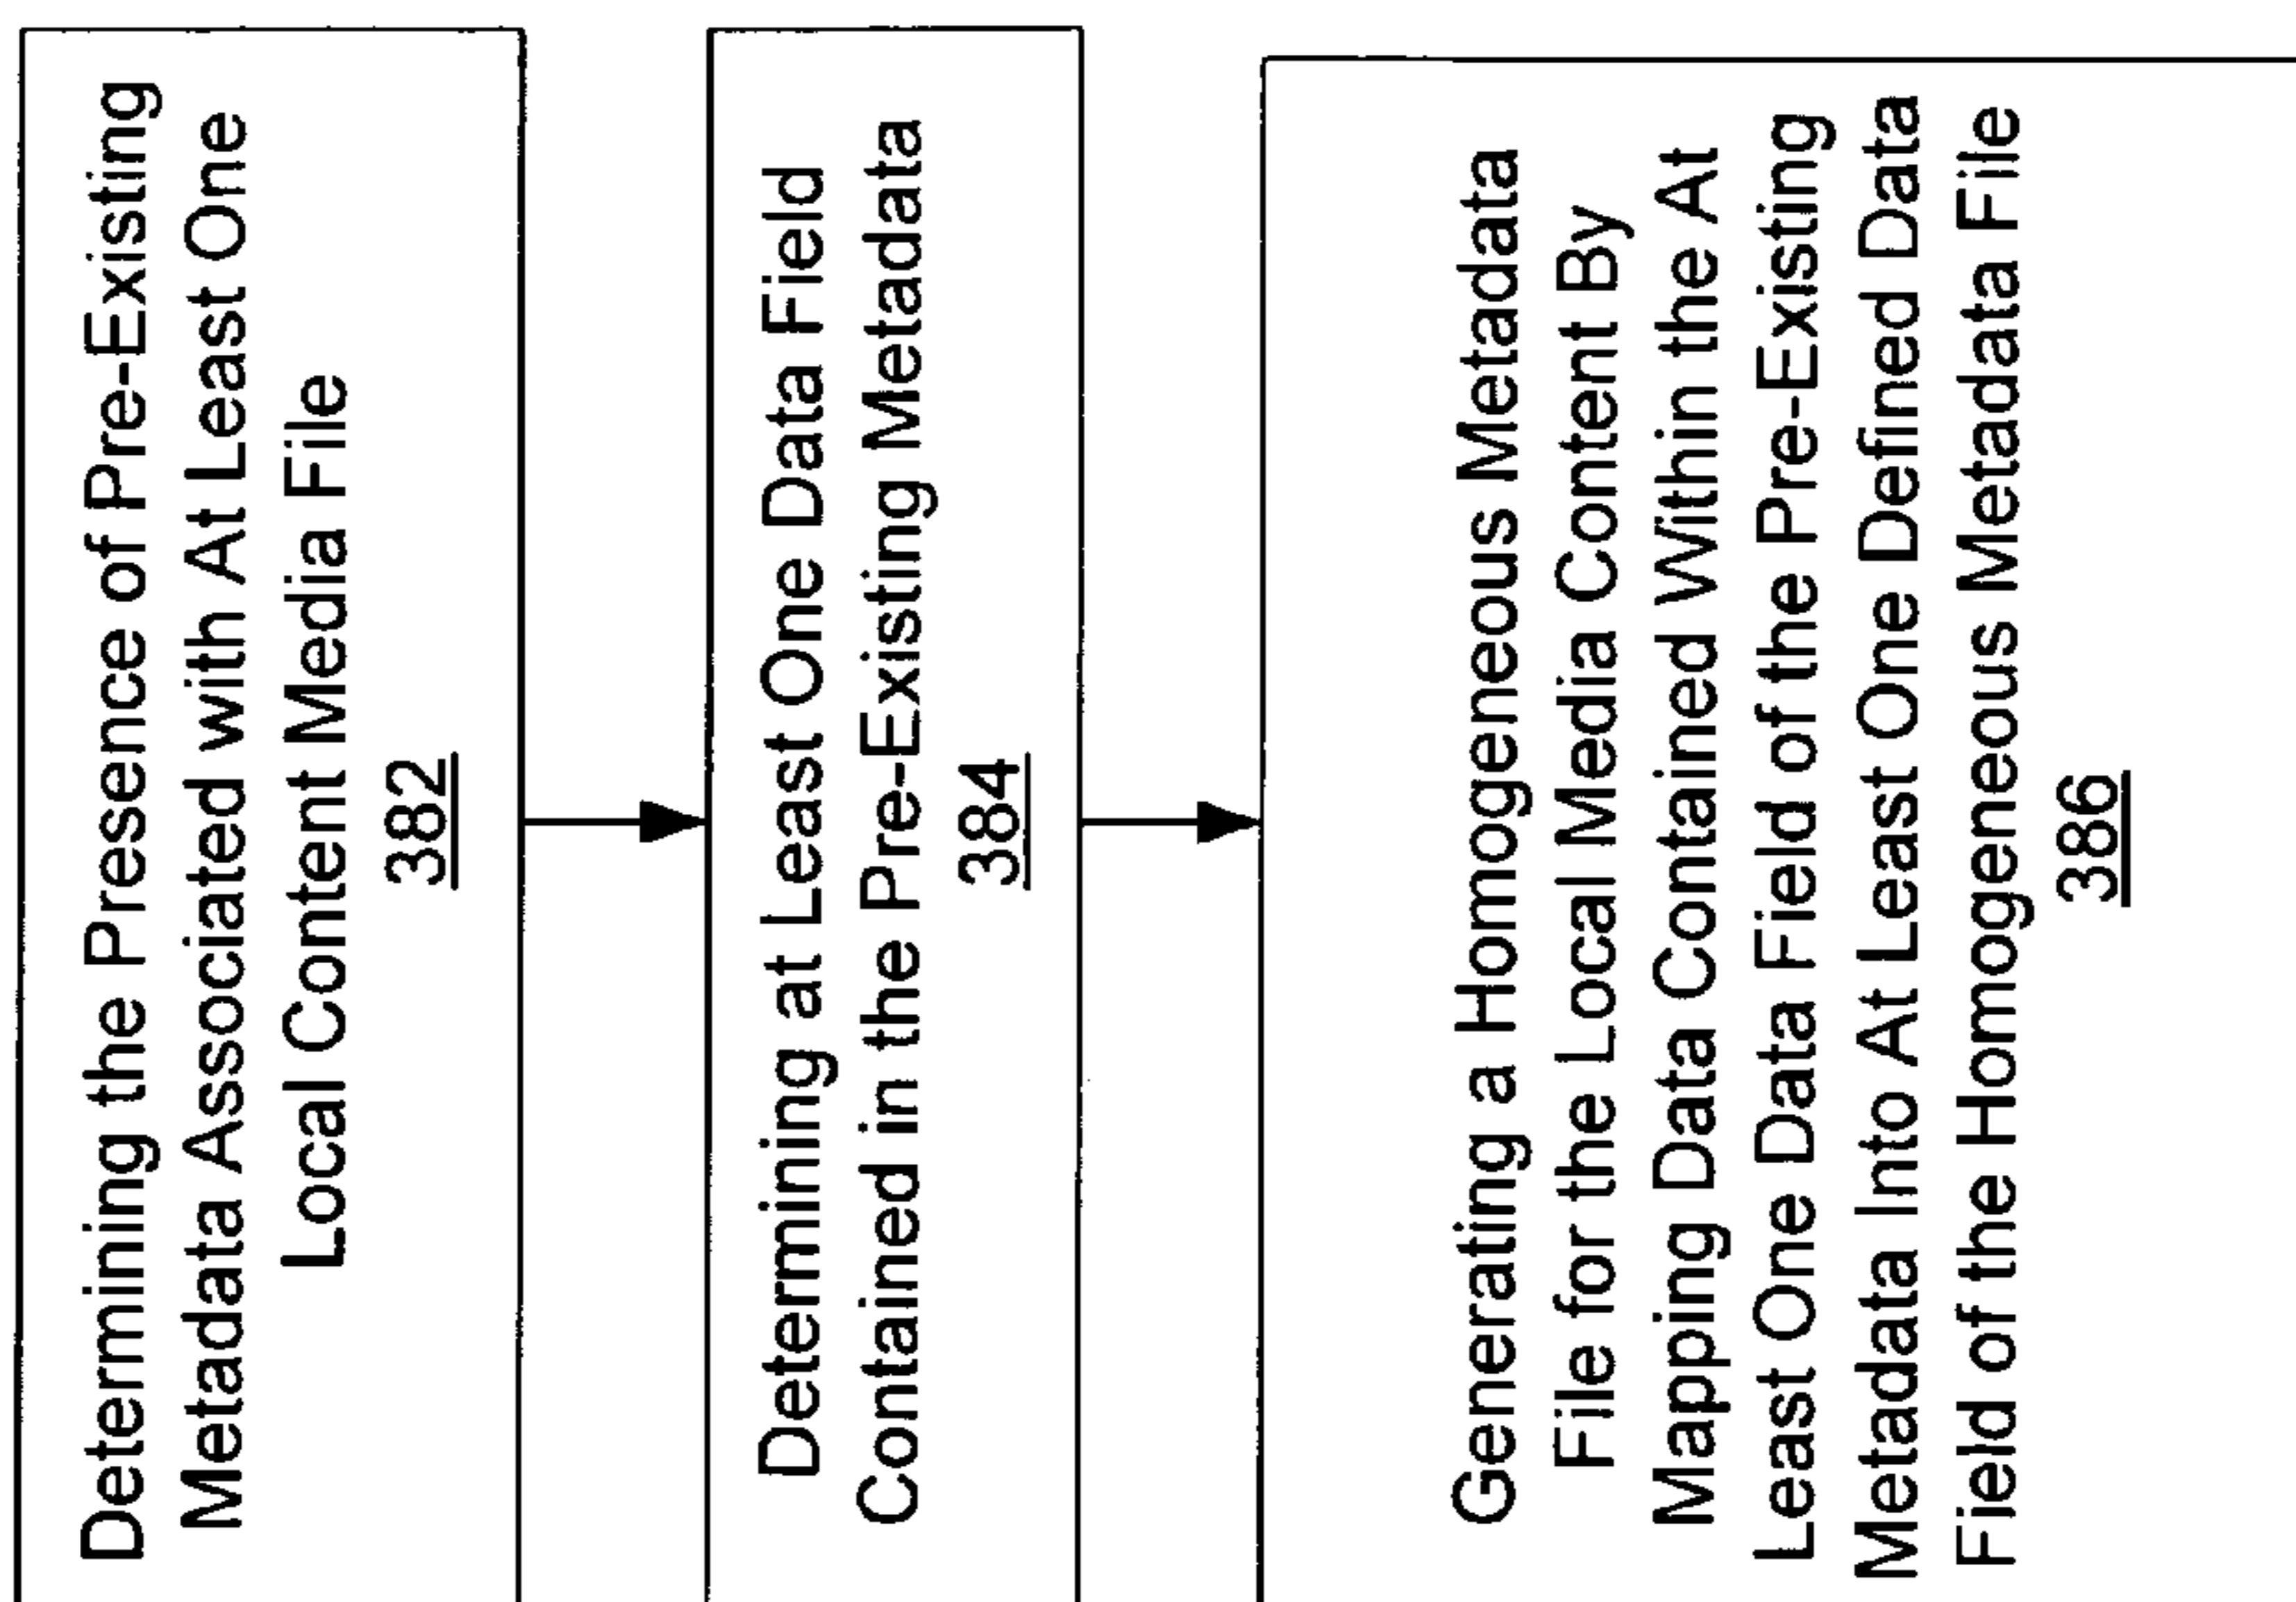 Determining the Presence of Pre-Existing
Metadata Associated with At Least One
Local Content Media File
382
Determining at Least One Data Field
Contained in the Pre-Existing Metadata
384
Generating a Homogeneous Metadata
File for the Local Media Content By
Mapping Data Contained Within the At
Least One Data Field of the Pre-Existing
Metadata Into At Least One Defined Data
Field of the Homogeneous Metadata File
386